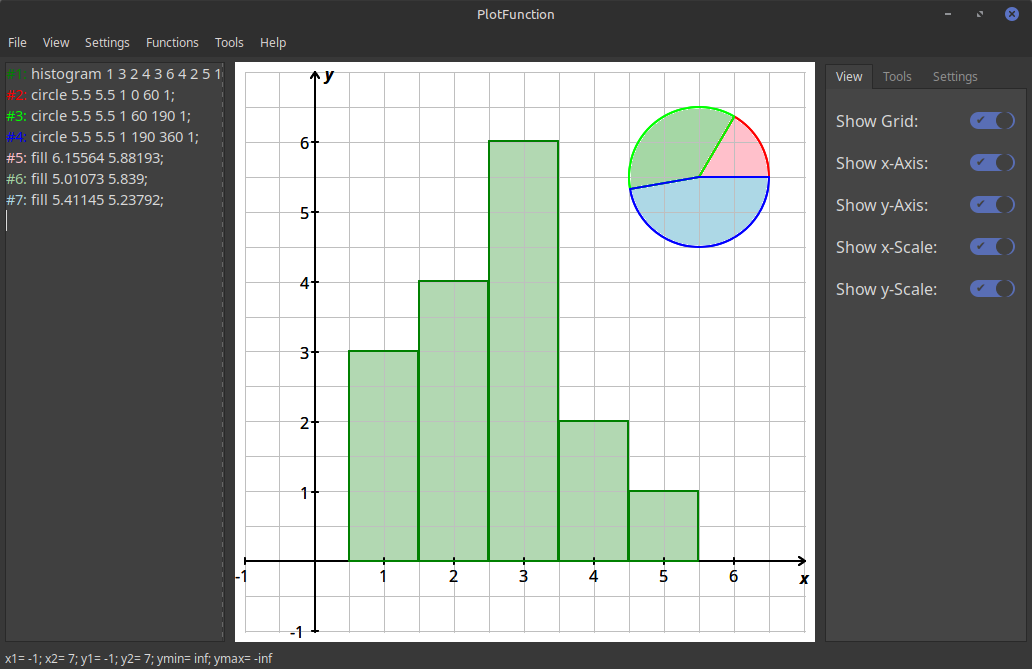 PlotFunction
File View Settings Functions Tools Help
#1: histogram 1 3 2 4 3 6 4 2 5 1
#2: circle 5.5 5.5 1 0 60 1;
#3: circle 5.5 5.5 1 60 190 1;
#4: circle 5.5 5.5 1 190 360 1;
#5: fill 6.15564 5.88193;
#6: fill 5.01073 5.839;
#7: fill 5.41145 5.23792;
y
6
5
4
3
2
1
-1 1 2 3 4 5 6 x
-1
View Tools Settings
Show Grid:
Show x-Axis:
Show y-Axis:
Show x-Scale:
Show y-Scale:
x1= -1; x2= 7; y1= -1; y2= 7; ymin= inf; ymax= -inf